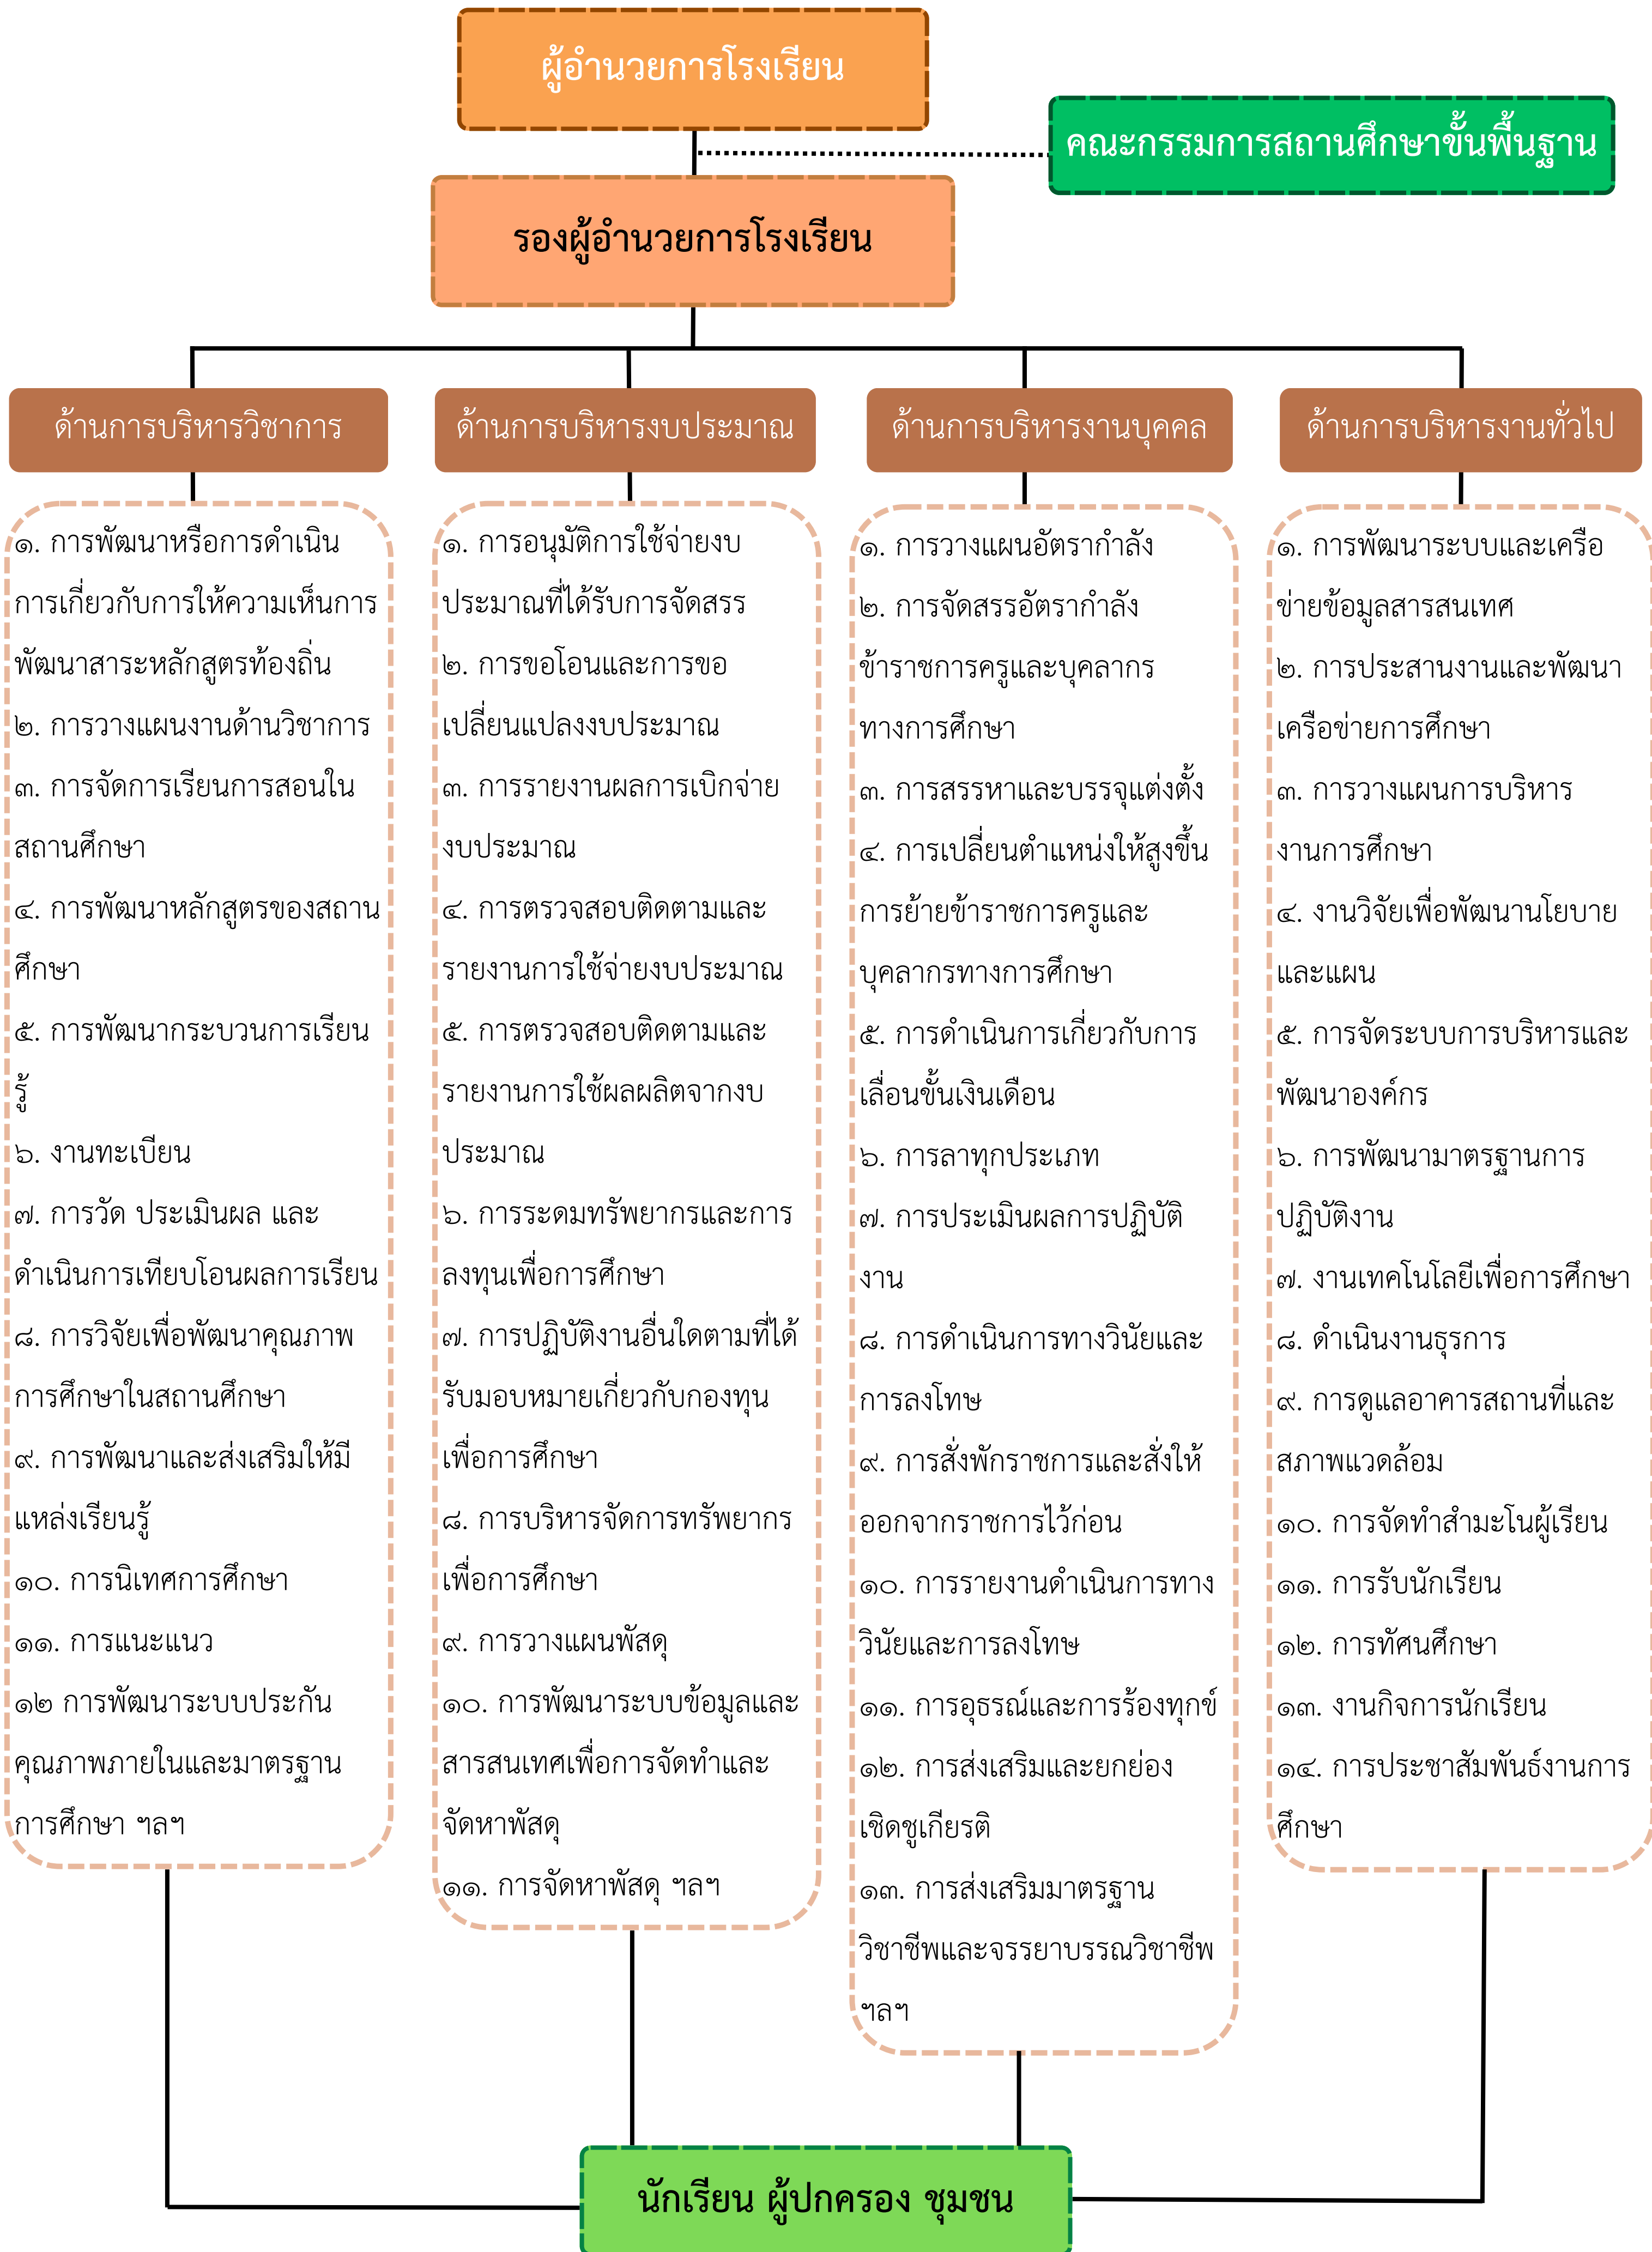 ผู้อำนวยการโรงเรียน
คณะกรรมการสถานศึกษาขั้นพื้นฐาน
รองผู้อำนวยการโรงเรียน
ด้านการบริหารวิชาการ
๑. การพัฒนาหรือการดำเนิน
การเกี่ยวกับการให้ความเห็นการ
พัฒนาสาระหลักสูตรท้องถิ่น
๒. การวางแผนงานด้านวิชาการ
๓. การจัดการเรียนการสอนใน
สถานศึกษา
๔. การพัฒนาหลักสูตรของสถาน
ศึกษา
๕. การพัฒนากระบวนการเรียน
รู้
๖. งานทะเบียน
๗. การวัด ประเมินผล และ
ดำเนินการเทียบโอนผลการเรียน
๘. การวิจัยเพื่อพัฒนาคุณภาพ
การศึกษาในสถานศึกษา
๙. การพัฒนาและส่งเสริมให้มี
แหล่งเรียนรู้
๑๐. การนิเทศการศึกษา
๑๑. การแนะแนว
๑๒ การพัฒนาระบบประกัน
คุณภาพภายในและมาตรฐาน
การศึกษา ฯลฯ
ด้านการบริหารงบประมาณ
๑. การอนุมัติการใช้จ่ายงบ
ประมาณที่ได้รับการจัดสรร
๒. การขอโอนและการขอ
เปลี่ยนแปลงงบประมาณ
๓. การรายงานผลการเบิกจ่าย
งบประมาณ
๔. การตรวจสอบติดตามและ
รายงานการใช้จ่ายงบประมาณ
๕. การตรวจสอบติดตามและ
รายงานการใช้ผลผลิตจากงบ
ประมาณ
๖. การระดมทรัพยากรและการ
ลงทุนเพื่อการศึกษา
๗. การปฏิบัติงานอื่นใดตามที่ได้
รับมอบหมายเกี่ยวกับกองทุน
เพื่อการศึกษา
๘. การบริหารจัดการทรัพยากร
เพื่อการศึกษา
๙. การวางแผนพัสดุ
๑๐. การพัฒนาระบบข้อมูลและ
สารสนเทศเพื่อการจัดทำและ
จัดหาพัสดุ
๑๑. การจัดหาพัสดุ ฯลฯ
ด้านการบริหารงานบุคคล
๑. การวางแผนอัตรากำลัง
๒. การจัดสรรอัตรากำลัง
ข้าราชการครูและบุคลากร
ทางการศึกษา
๓. การสรรหาและบรรจุแต่งตั้ง
๔. การเปลี่ยนตำแหน่งให้สูงขึ้น
การย้ายข้าราชการครูและ
บุคลากรทางการศึกษา
๕. การดำเนินการเกี่ยวกับการ
เลื่อนขั้นเงินเดือน
๖. การลาทุกประเภท
๗. การประเมินผลการปฏิบัติ
งาน
๘. การดำเนินการทางวินัยและ
การลงโทษ
๙. การสั่งพักราชการและสั่งให้
ออกจากราชการไว้ก่อน
๑๐. การรายงานดำเนินการทาง
วินัยและการลงโทษ
๑๑. การอุธรณ์และการร้องทุกข์
๑๒. การส่งเสริมและยกย่อง
เชิดชูเกียรติ
๑๓. การส่งเสริมมาตรฐาน
วิชาชีพและจรรยาบรรณวิชาชีพ
ฯลฯ
ด้านการบริหารงานทั่วไป
๑. การพัฒนาระบบและเครือ
ข่ายข้อมูลสารสนเทศ
๒. การประสานงานและพัฒนา
เครือข่ายการศึกษา
๓. การวางแผนการบริหาร
งานการศึกษา
๔. งานวิจัยเพื่อพัฒนานโยบาย
และแผน
๕. การจัดระบบการบริหารและ
พัฒนาองค์กร
๖. การพัฒนามาตรฐานการ
ปฏิบัติงาน
๗. งานเทคโนโลยีเพื่อการศึกษา
๘. ดำเนินงานธุรการ
๙. การดูแลอาคารสถานที่และ
สภาพแวดล้อม
๑๐. การจัดทำสำมะโนผู้เรียน
๑๑. การรับนักเรียน
๑๒. การทัศนศึกษา
๑๓. งานกิจการนักเรียน
๑๔. การประชาสัมพันธ์งานการ
ศึกษา
นักเรียน ผู้ปกครอง ชุมชน